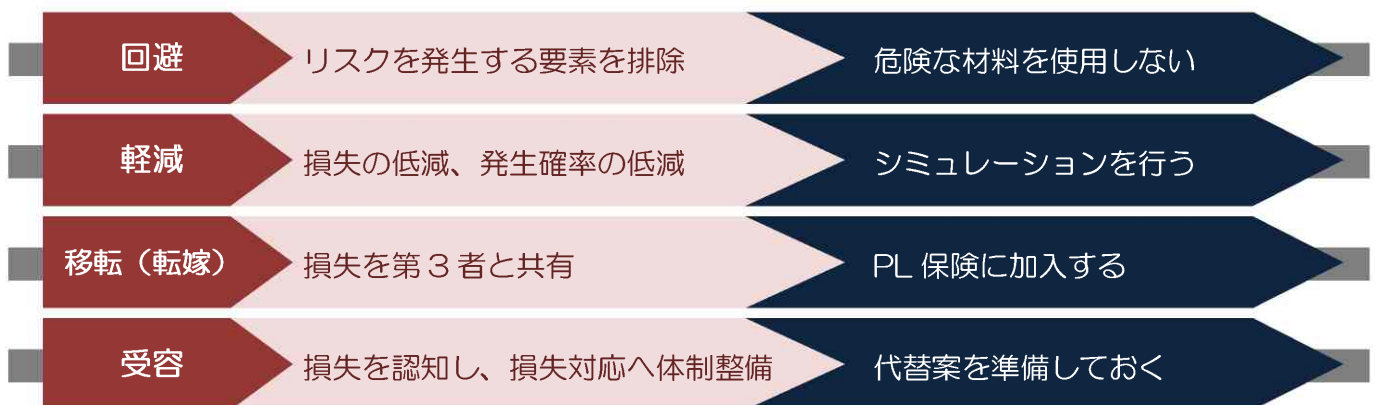 回避 リスクを発生する要素を排除 危険な材料を使用しない
軽減 損失の低減、発生確率の低減 シミュレーションを行う
移転（転嫁） 損失を第3者と共有 PL保険に加入する
受容 損失を認知し、損失対応へ体制整備 代替案を準備しておく